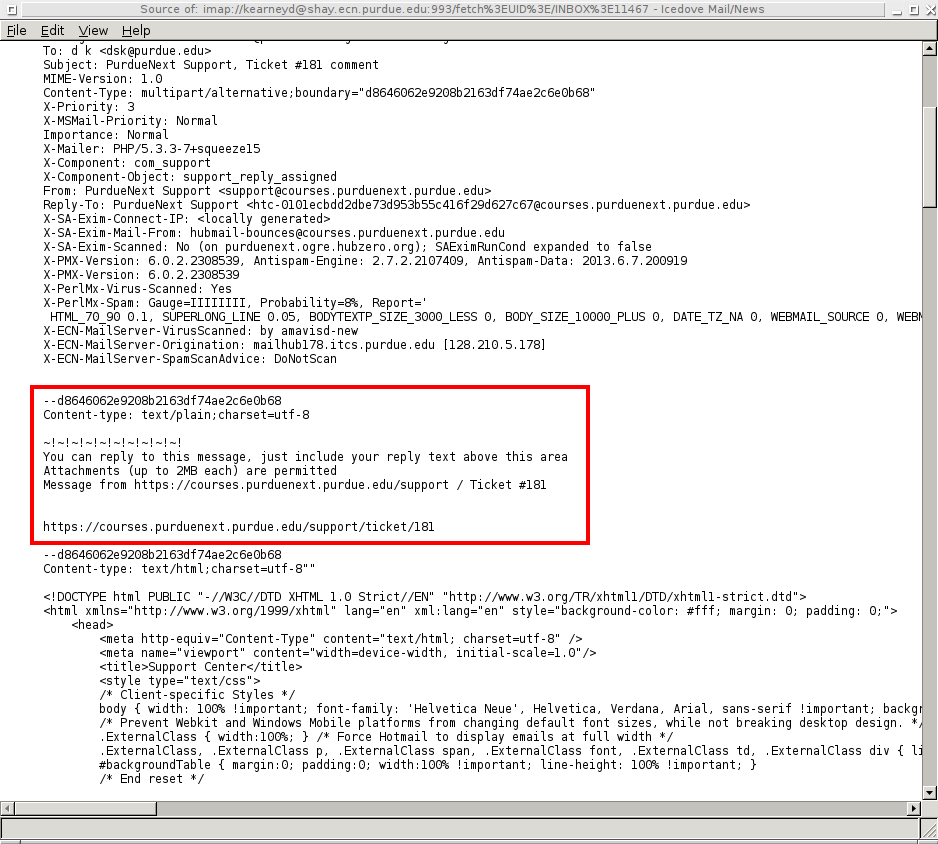 Source of: imap://kearneyd@shay.ecn.purdue.edu:993/fetch%3EUID%3E/INBOX%3E11467 - Icedove Mail/News
File Edit View Help
To: d k <dsk@purdue.edu>
Subject: PurdueNext Support, Ticket #181 comment
MIME-Version: 1.0
Content-Type: multipart/alternative;boundary="d8646062e9208b2163df74ae2c6e0b68"
X-Priority: 3
X-MSMail-Priority: Normal
Importance: Normal
X-Mailer: PHP/5.3.3-7+squeeze15
X-Component: com_support
X-Component-Object: support_reply_assigned
From: PurdueNext Support <support@courses.purduenext.purdue.edu>
Reply-To: PurdueNext Support <htc-0101ecbdd2dbe73d953b55c416f29d627c67@courses.purduenext.purdue.edu>
X-SA-Exim-Connect-IP: <locally generated>
X-SA-Exim-Mail-From: hubmail-bounces@courses.purduenext.purdue.edu
X-SA-Exim-Scanned: No (on purduenext.ogre.hubzero.org); SAEximRunCond expanded to false
X-PMX-Version: 6.0.2.2308539, Antispam-Engine: 2.7.2.2107409, Antispam-Data: 2013.6.7.200919
X-PMX-Version: 6.0.2.2308539
X-PerlMx-Virus-Scanned: Yes
X-PerlMx-Spam: Gauge=IIIIIIII, Probability=8%, Report='
HTML_70_90 0.1, SUPERLONG_LINE 0.05, BODYTEXTP_SIZE_3000_LESS 0, BODY_SIZE_10000_PLUS 0, DATE_TZ_NA 0, WEBMAIL_SOURCE 0,
X-ECN-MailServer-VirusScanned: by amavisd-new
X-ECN-MailServer-Origination: mailhub178.itcs.purdue.edu [128.210.5.178]
X-ECN-MailServer-SpamScanAdvice: DoNotScan
--d8646062e9208b2163df74ae2c6e0b68
Content-type: text/plain;charset=utf-8
~!~!~!~!~!~!~!~!~!~!
You can reply to this message, just include your reply text above this area
Attachments (up to 2MB each) are permitted
Message from https://courses.purduenext.purdue.edu/support / Ticket #181
https://courses.purduenext.purdue.edu/support/ticket/181
--d8646062e9208b2163df74ae2c6e0b68
Content-type: text/html;charset=utf-8""
<!DOCTYPE html PUBLIC "-//W3C//DTD XHTML 1.0 Strict//EN" "http://www.w3.org/TR/xhtml1/DTD/xhtml1-strict.dtd">
<html xmlns="http://www.w3.org/1999/xhtml" lang="en" xml:lang="en" style="background-color: #fff; margin: 0; padding: 0;">
<head>
<meta http-equiv="Content-Type" content="text/html; charset=utf-8" />
<meta name="viewport" content="width=device-width, initial-scale=1.0"/>
<title>Support Center</title>
<style type="text/css">
/* Client-specific Styles */
body { width: 100% !important; font-family: 'Helvetica Neue', Helvetica, Verdana, Arial, sans-serif !important;
/* Prevent Webkit and Windows Mobile platforms from changing default font sizes, while not breaking desktop design. */
.ExternalClass { width:100%; } /* Force Hotmail to display emails at full width */
.ExternalClass, .ExternalClass p, .ExternalClass span, .ExternalClass font, .ExternalClass td, .ExternalClass div {
#backgroundTable { margin:0; padding:0; width:100% !important; line-height: 100% !important; }
/* End reset */